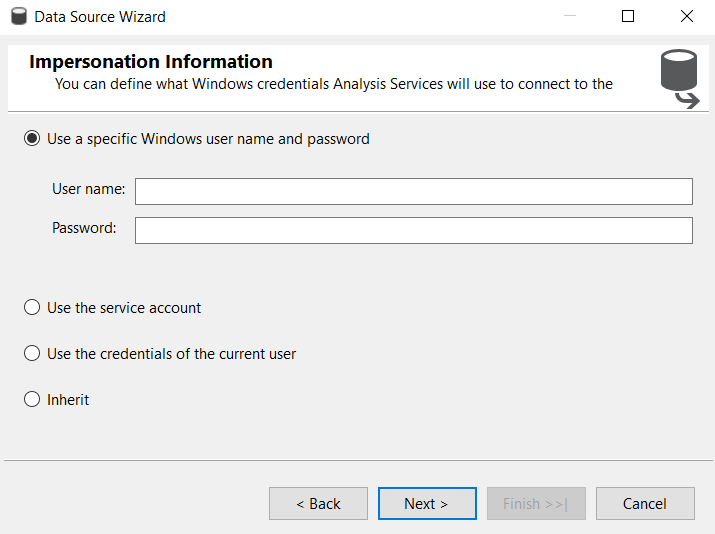 Data Source Wizard
Impersonation Information
You can define what Windows credentials Analysis Services will use to connect to the
Use a specific Windows user name and password
User name:
Password:
Use the service account
Use the credentials of the current user
Inherit
< Back Next > Finish >>| Cancel